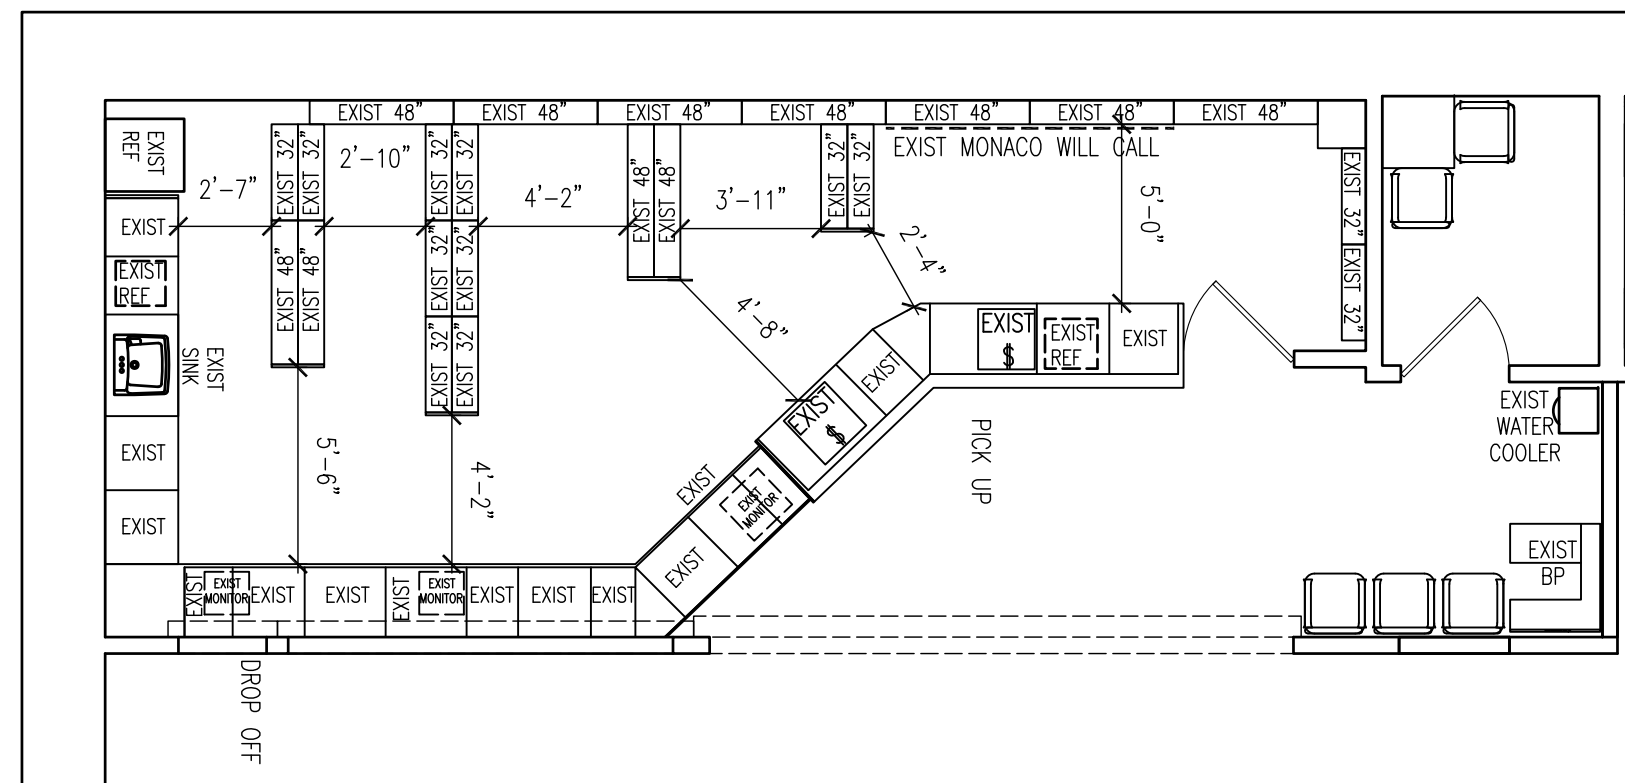 EXIST 48"
EXIST 48"
EXIST 48"
EXIST 48"
EXIST 48"
EXIST 48"
EXIST 48"
EXIST
REF
EXIST 32"
EXIST 32"
2'-10"
EXIST 32"
EXIST 32"
EXIST 48"
EXIST 48"
EXIST 32"
EXIST 32"
EXIST MONACO WILL CALL
EXIST 32"
EXIST 32"
2'-7"
4'-2"
3'-11"
5'-0"
EXIST
EXIST 48"
EXIST 48"
EXIST 32"
EXIST 32"
2'-4"
EXIST
REF
EXIST 32"
EXIST 32"
4'-8"
EXIST
$
EXIST
REF
EXIST
EXIST
SINK
EXIST
EXIST
$
EXIST
WATER
COOLER
EXIST
5'-6"
4'-2"
EXIST
EXIST
MONITOR
PICK UP
EXIST
EXIST
EXIST
BP
EXIST
EXIST
MONITOR
EXIST
EXIST
EXIST
EXIST
MONITOR
EXIST
EXIST
EXIST
DROP OFF